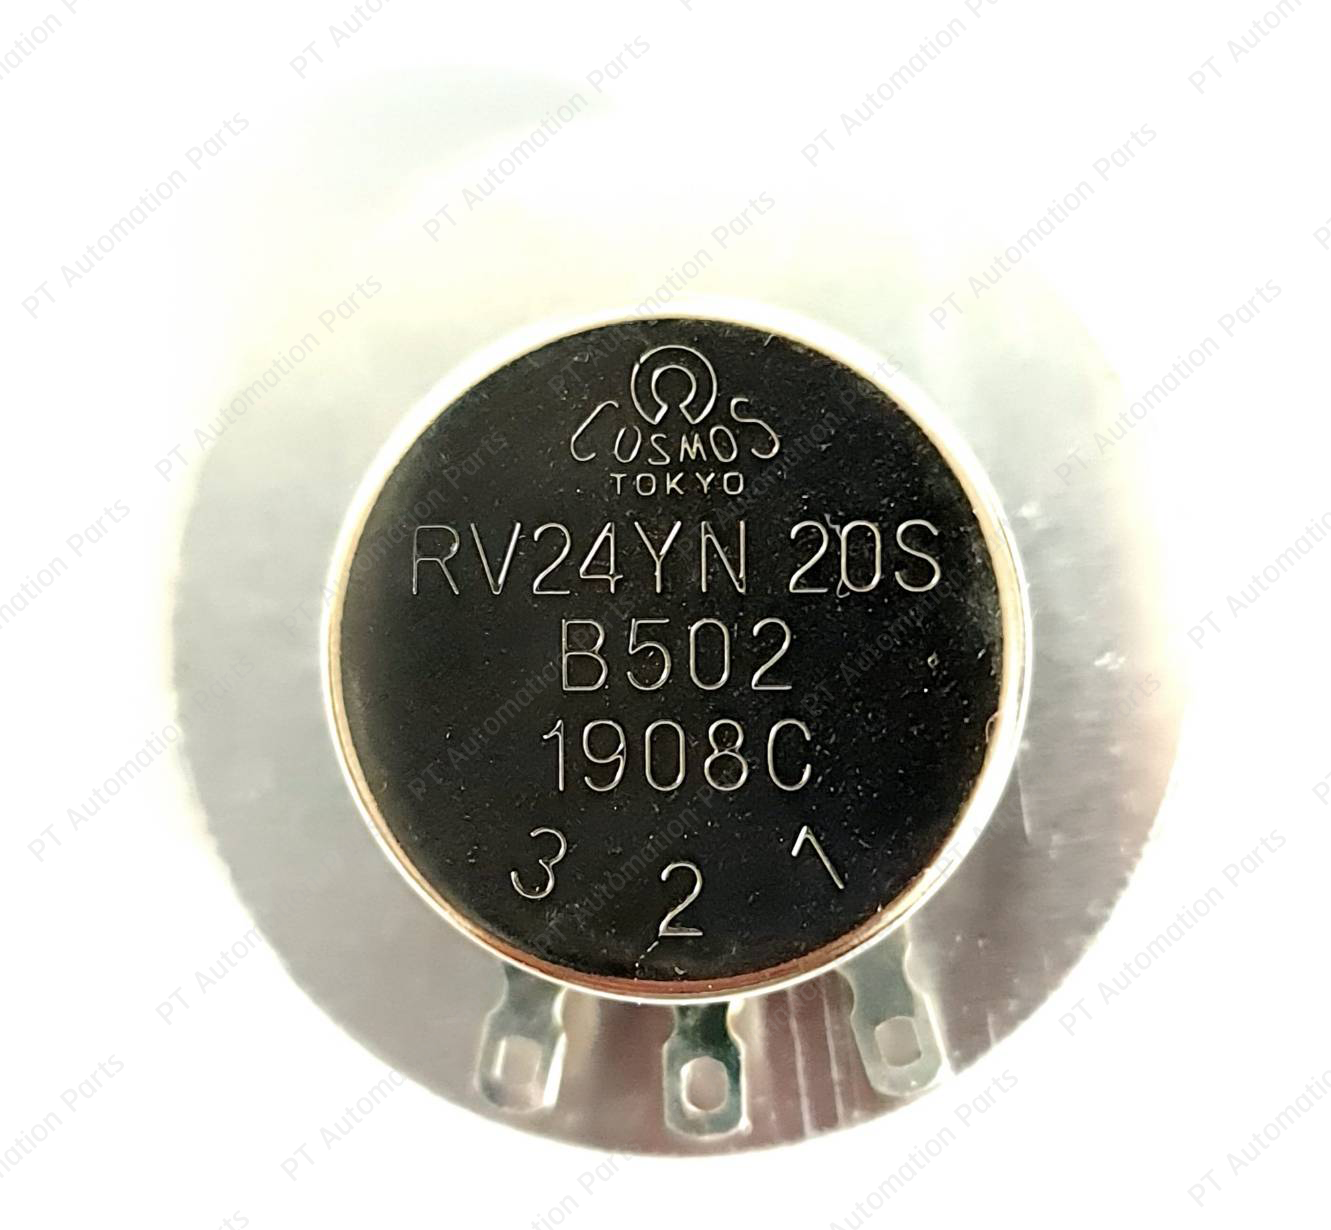 COSMOS
TOKYO
RV24YN 20S
B502
1908C
3 2 1
PT Automation Parts